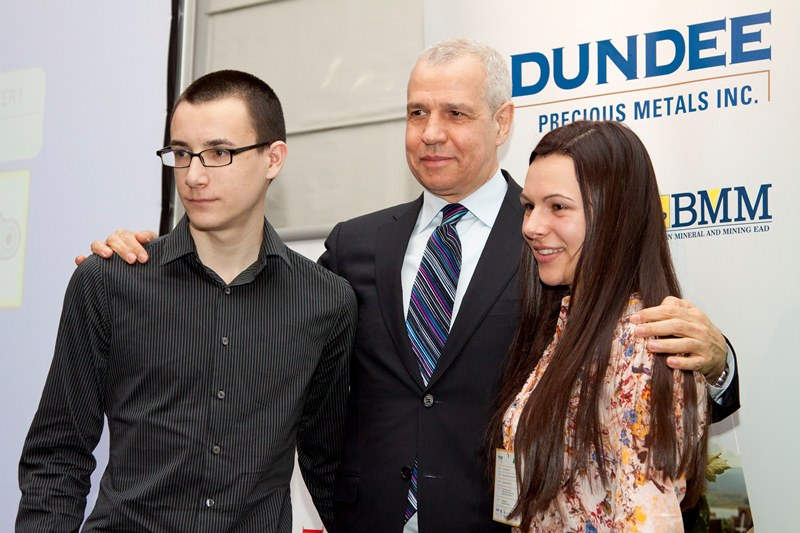 DUNDEE
PRECIOUS METALS INC.
BMM
MINERAL AND MINING EAD